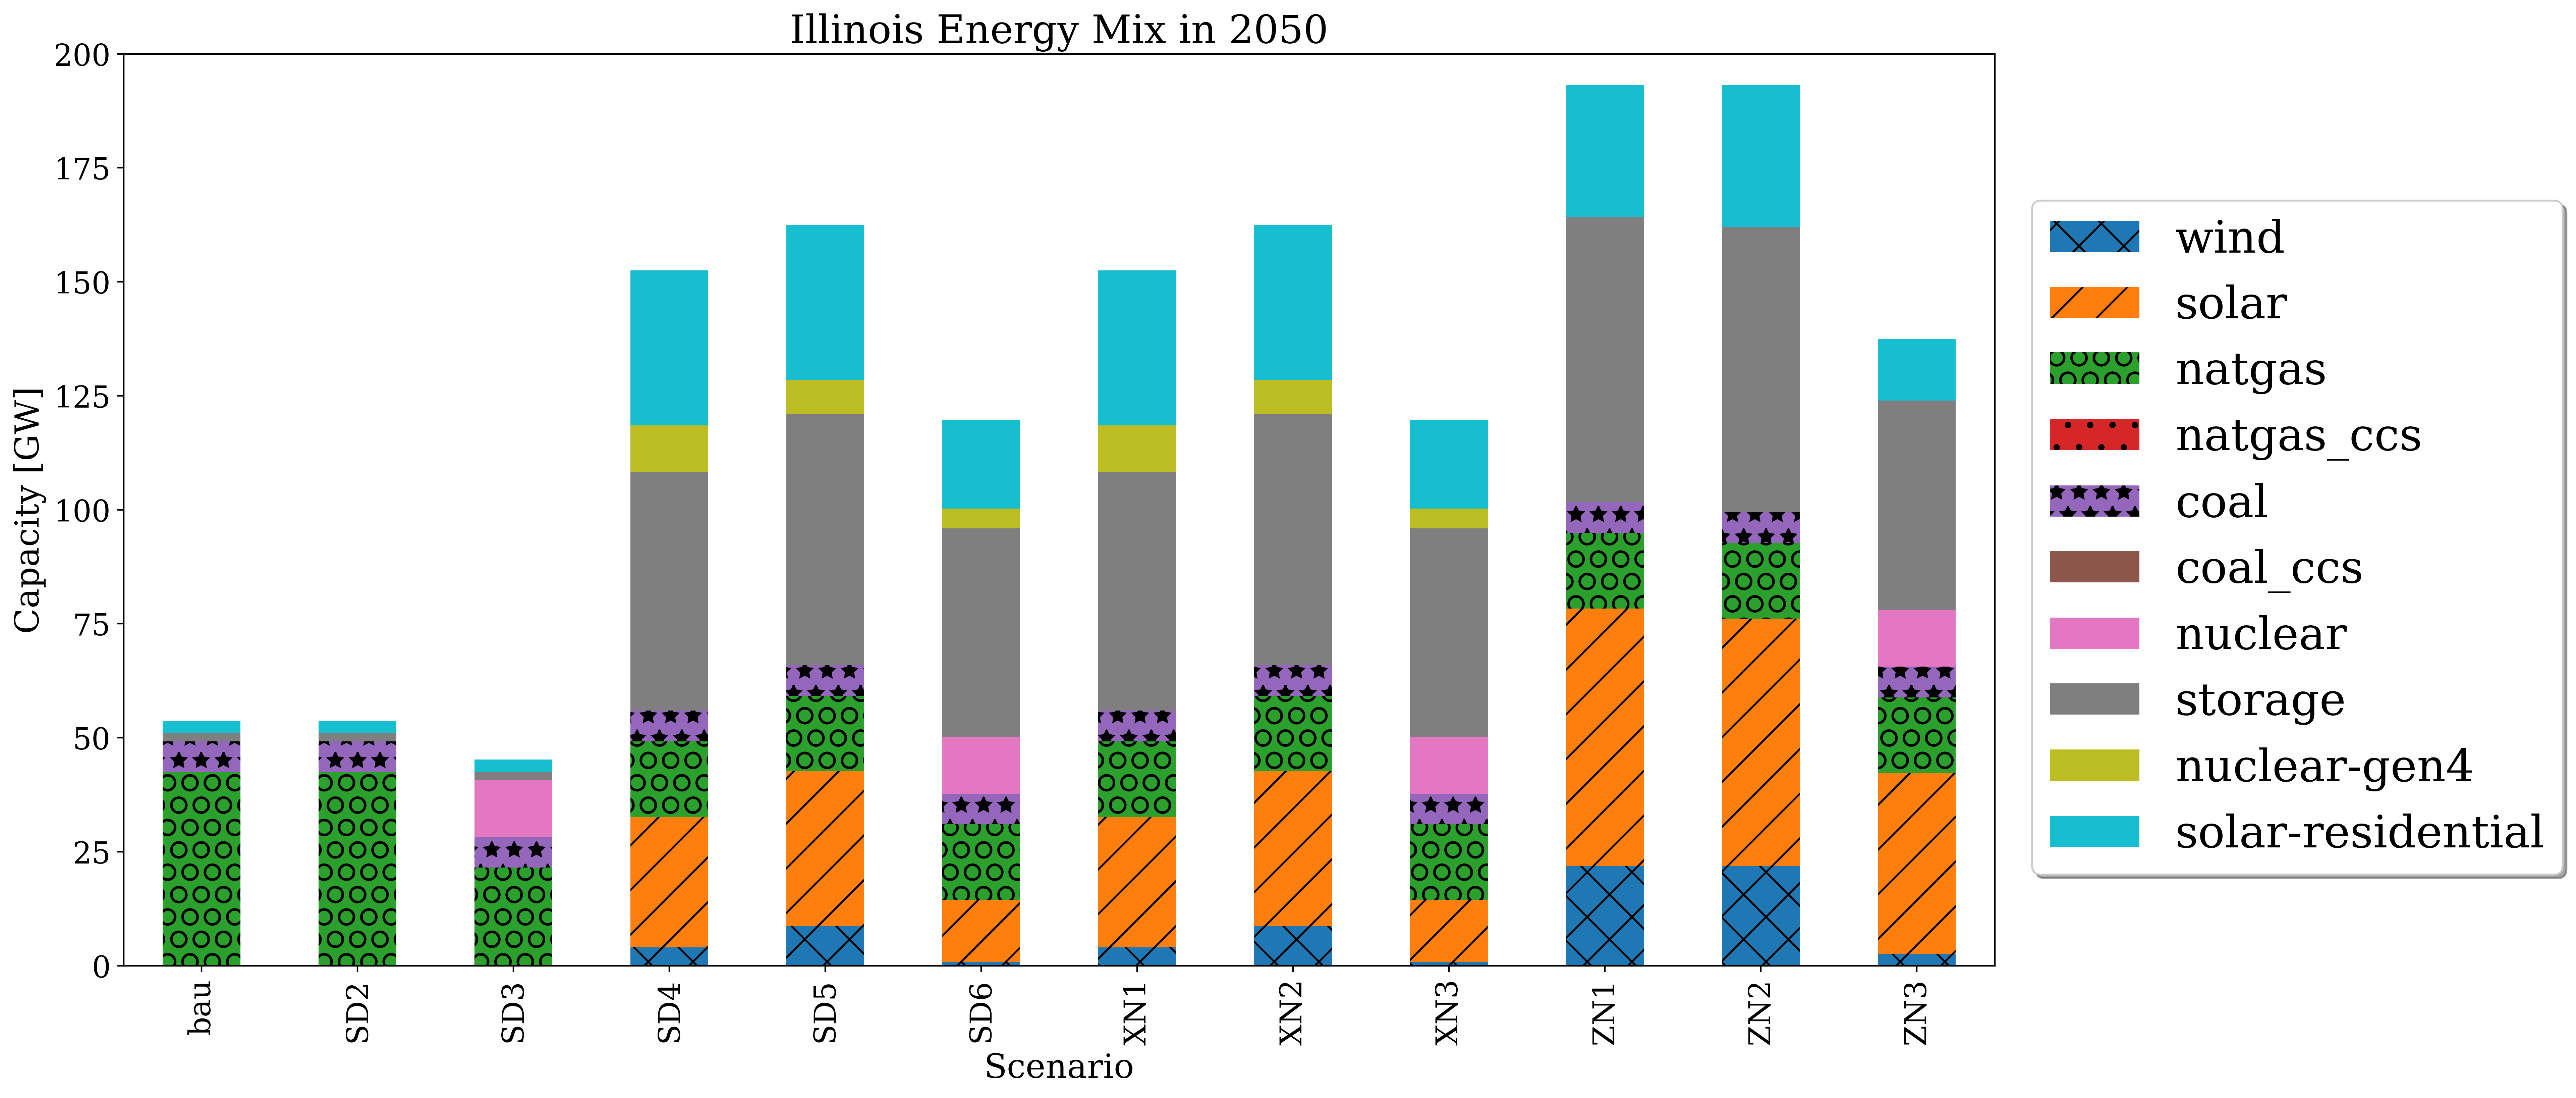 Illinois Energy Mix in 2050
Capacity [GW]
200
175
150
125
100
75
50
25
0
bau
SD2
SD3
SD4
SD5
SD6
XN1
XN2
XN3
ZN1
ZN2
ZN3
Scenario
wind
solar
natgas
natgas_ccs
coal
coal_ccs
nuclear
storage
nuclear-gen4
solar-residential